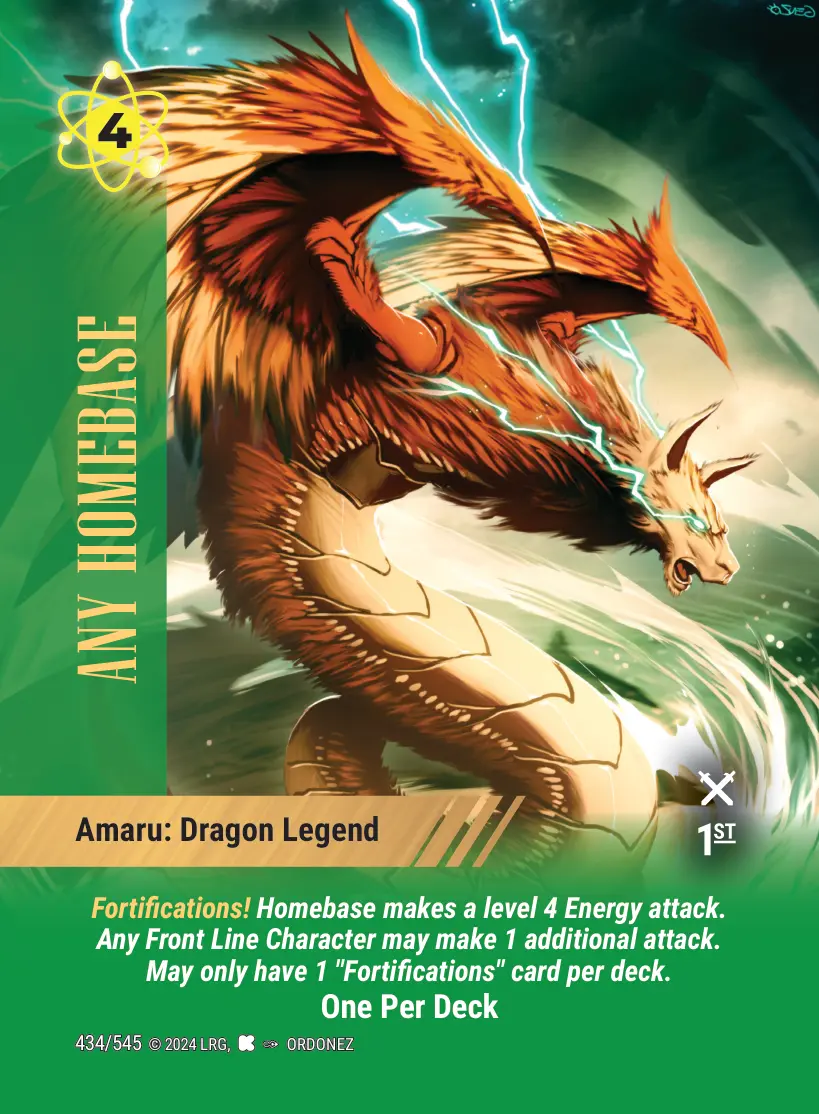 4
ANY HOMEBASE
Amaru: Dragon Legend
1ST
Fortifications! Homebase makes a level 4 Energy attack.
Any Front Line Character may make 1 additional attack.
May only have 1 "Fortifications" card per deck.
One Per Deck
434/545 © 2024 LRG, ORDONEZ